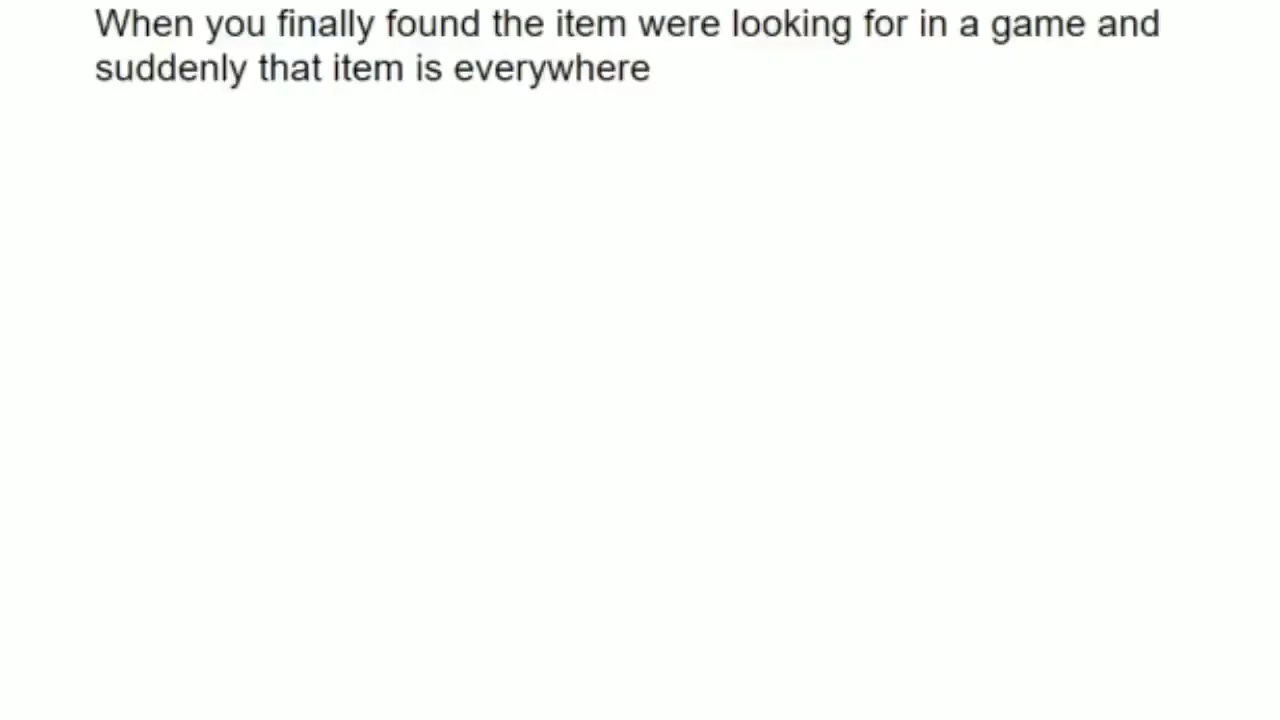 When you finally found the item were looking for in a game and
suddenly that item is everywhere